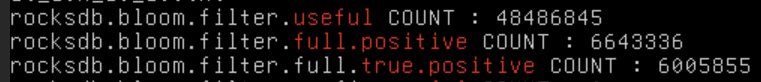 rocksdb.bloom.filter.useful COUNT : 48486845
rocksdb.bloom.filter.full.positive COUNT : 6643336
rocksdb.bloom.filter.full.true.positive COUNT : 6005855